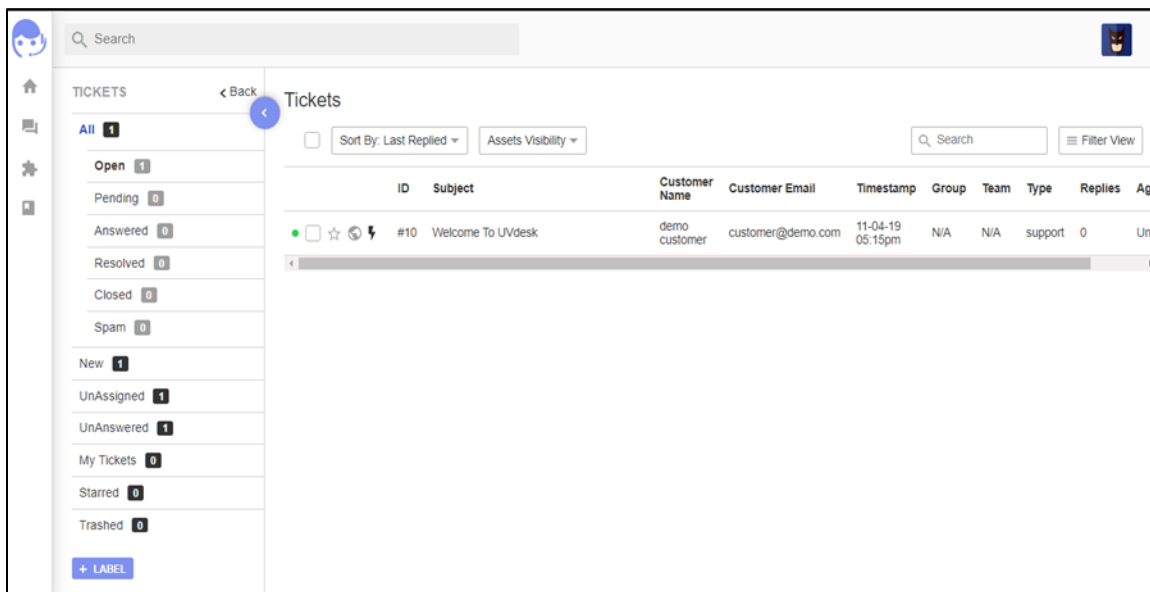 Search
TICKETS
Back
All 1
Open 1
Pending 0
Answered 0
Resolved 0
Closed 0
Spam 0
New 1
UnAssigned 1
UnAnswered 1
My Tickets 0
Starred 0
Trashed 0
+ LABEL
Tickets
Sort By: Last Replied
Assets Visibility
Search
Filter View
ID Subject Customer Name Customer Email Timestamp Group Team Type Replies Ag
#10 Welcome To UVdesk demo customer customer@demo.com 11-04-19 05:15pm N/A N/A support 0 Un